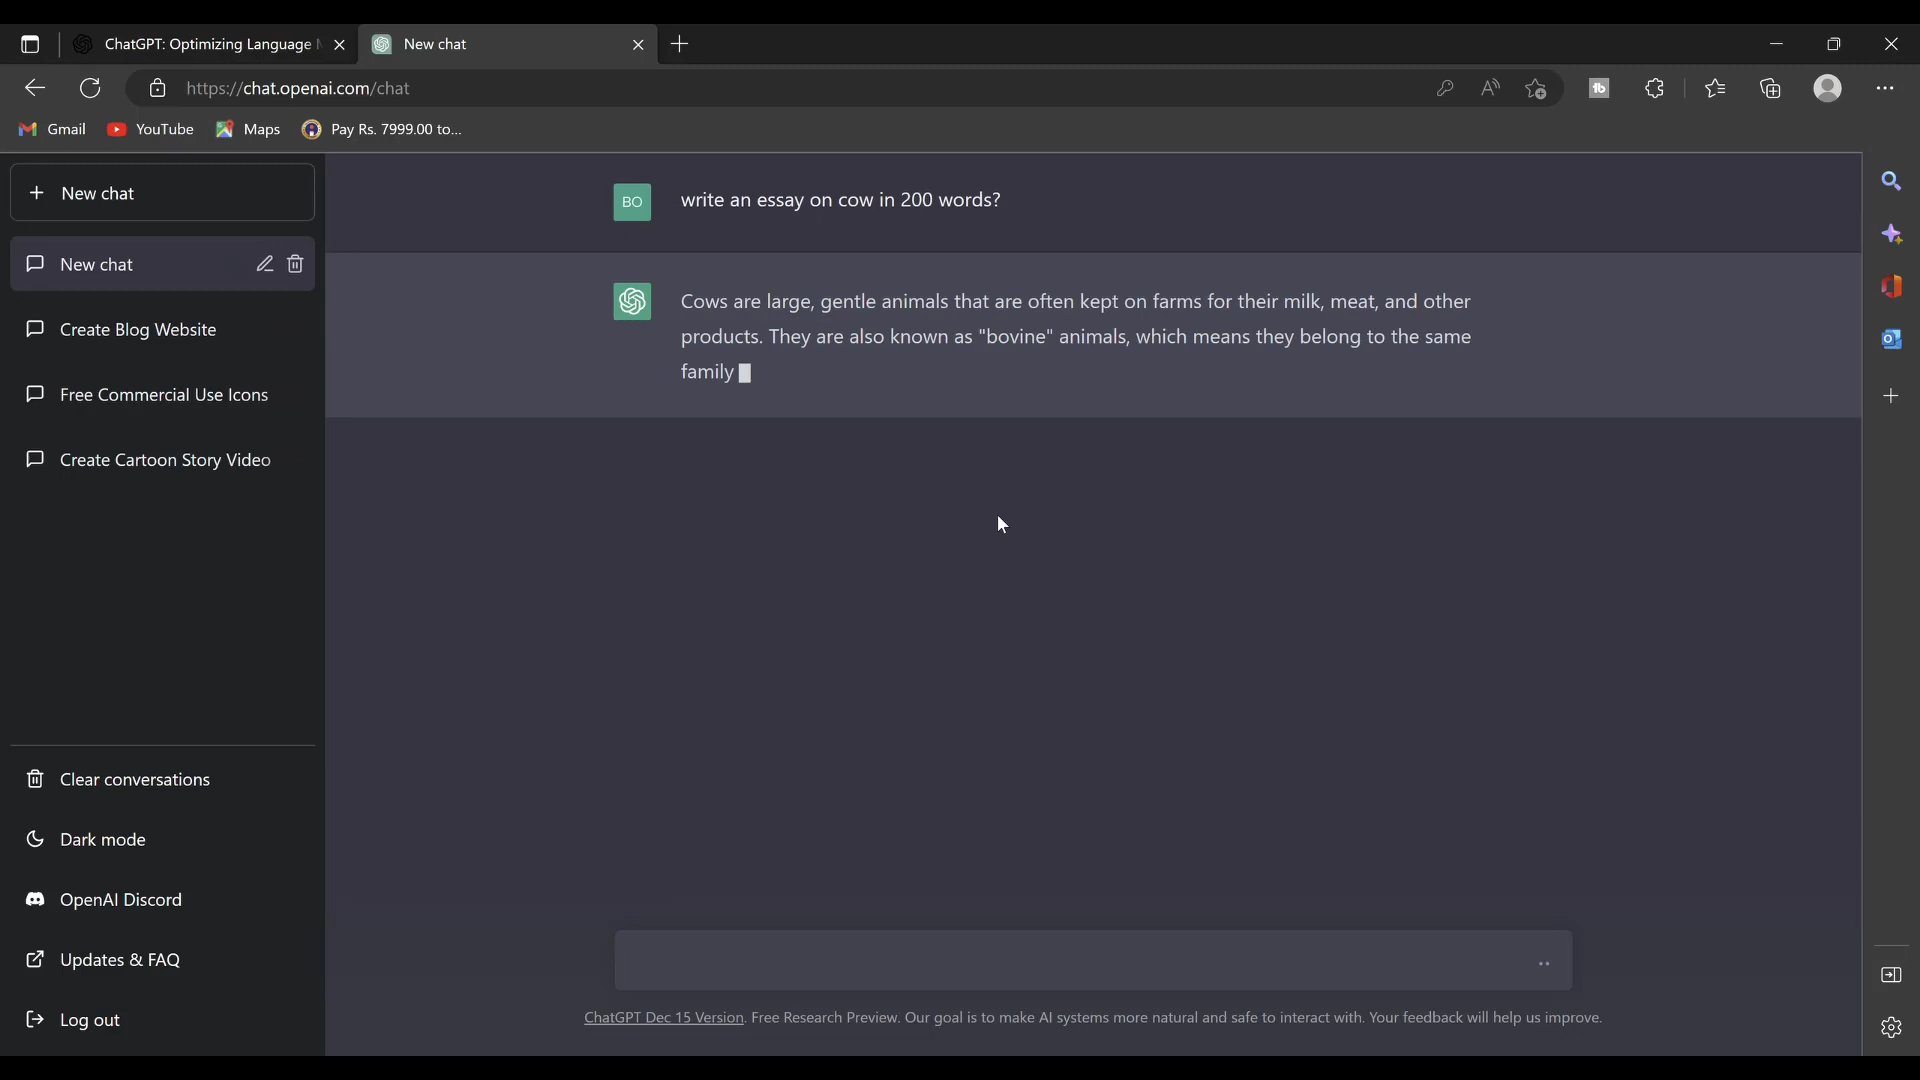 ChatGPT: Optimizing Language
New chat
https://chat.openai.com/chat
Gmail
YouTube
Maps
Pay Rs. 7999.00 to...
New chat
New chat
Create Blog Website
Free Commercial Use Icons
Create Cartoon Story Video
Clear conversations
Dark mode
OpenAI Discord
Updates & FAQ
Log out
BO
write an essay on cow in 200 words?
Cows are large, gentle animals that are often kept on farms for their milk, meat, and other
products. They are also known as "bovine" animals, which means they belong to the same
family
ChatGPT Dec 15 Version. Free Research Preview. Our goal is to make AI systems more natural and safe to interact with. Your feedback will help us improve.